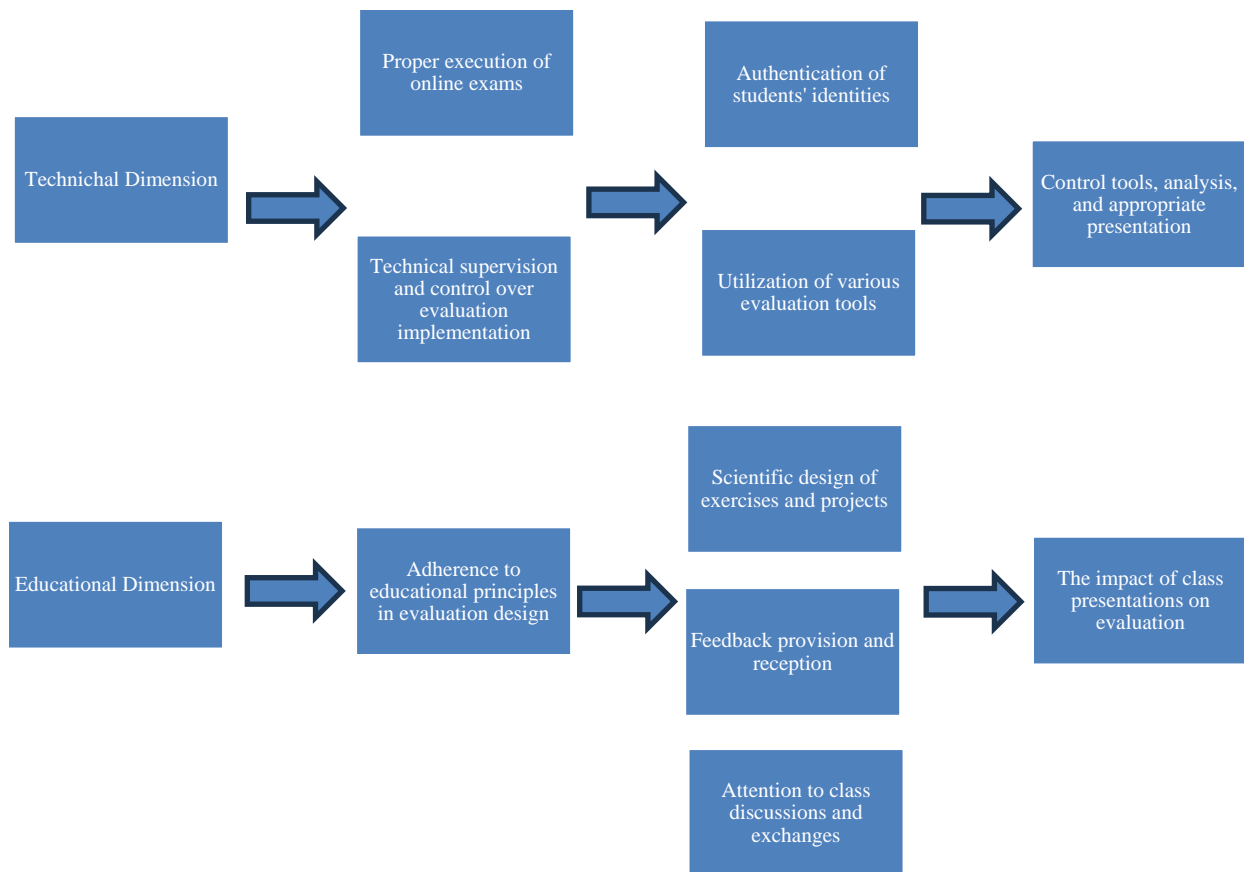 Technichal Dimension
Proper execution of
online exams
Technical supervision
and control over
evaluation
implementation
Authentication of
students' identities
Utilization of various
evaluation tools
Control tools, analysis,
and appropriate
presentation
Educational Dimension
Adherence to
educational principles
in evaluation design
Scientific design of
exercises and projects
Feedback provision and
reception
Attention to class
discussions and
exchanges
The impact of class
presentations on
evaluation